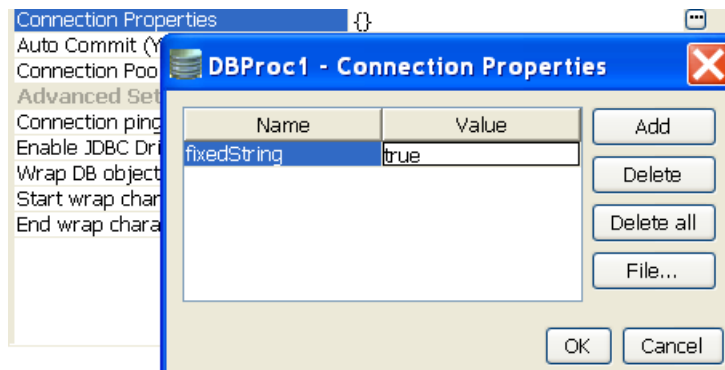 Connection Properties {}
Auto Commit (Y
Connection Poo
Advanced Set
Connection ping
Enable JDBC Dri
Wrap DB object
Start wrap char
End wrap chara
DBProc1 - Connection Properties
Name Value
fixedString true
Add
Delete
Delete all
File...
OK Cancel